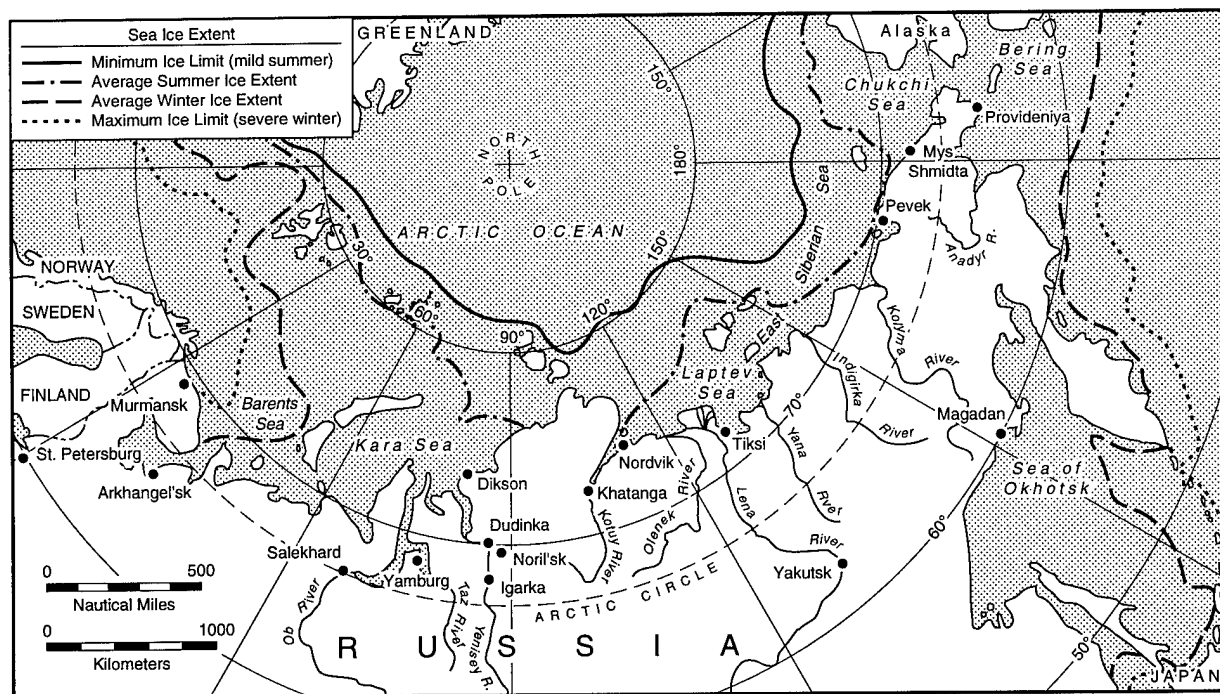 Sea Ice Extent
Minimum Ice Limit (mild summer)
Average Summer Ice Extent
Average Winter Ice Extent
Maximum Ice Limit (severe winter)
GREENLAND
Alaska
Bering
Sea
Chukchi
Sea
Provideniya
Mys
Shmidta
150°
180°
150°
NORTH
POLE
ARCTIC OCEAN
East Siberian Sea
Pevek
Anadyr R.
30°
60°
90°
120°
NORWAY
SWEDEN
FINLAND
Murmansk
Barents
Sea
St. Petersburg
Arkhangel'sk
Kara Sea
Laptev
Sea
Kolyma River
Indigirka River
Magadan
70°
Dikson
Nordvik
Tiksi
Yana River
Sea of
Okhotsk
Khatanga
Kotuy River
Olenek River
Lena River
Dudinka
Noril'sk
Salekhard
Yamburg
Igarka
Yakutsk
60°
ARCTIC CIRCLE
Ob River
Taz River
Yenisey R.
RUSSIA
50°
JAPAN
0 500
Nautical Miles
0 1000
Kilometers